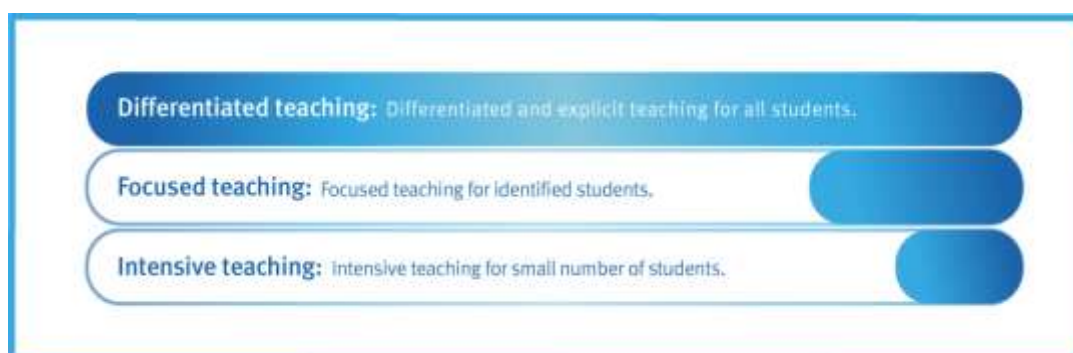 Differentiated teaching: Differentiated and explicit teaching for all students.
Focused teaching: Focused teaching for identified students.
Intensive teaching: Intensive teaching for small number of students.